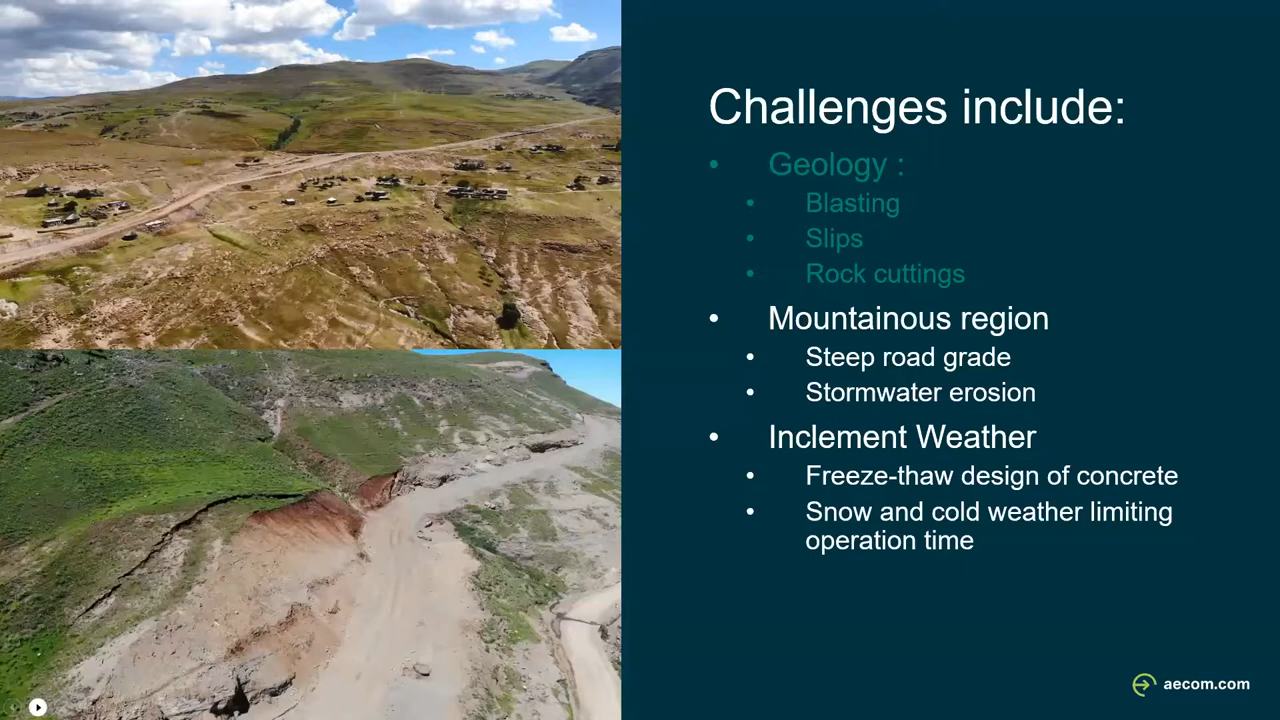 Challenges include:
• Geology :
• Blasting
• Slips
• Rock cuttings
• Mountainous region
• Steep road grade
• Stormwater erosion
• Inclement Weather
• Freeze-thaw design of concrete
• Snow and cold weather limiting
operation time
aecom.com